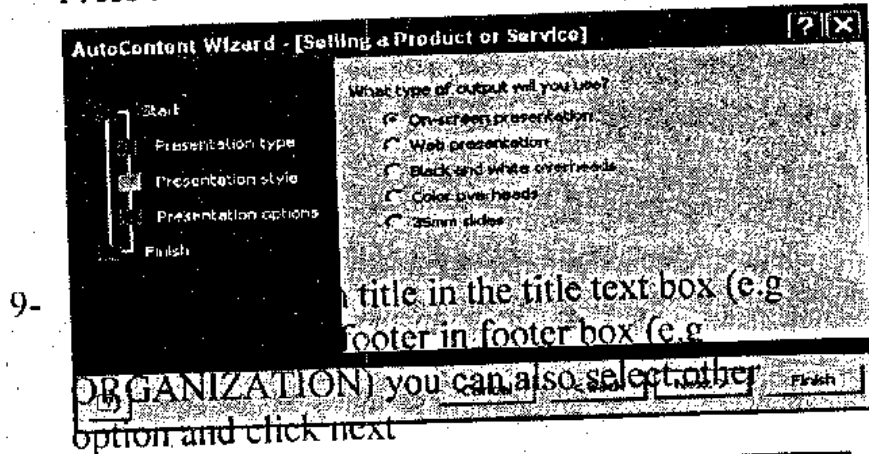 AutoContent Wizard - [Selling a Product or Service]
What type of output will you use?
Start
Presentation type
Presentation style
Presentation options
Finish
On-screen presentation
Web presentation
Black and white overheads
Color overheads
35mm slides
9-
title in the title text box (e.g
footer in footer box (e.g
ORGANIZATION) you can also select other
Finish
option and click next